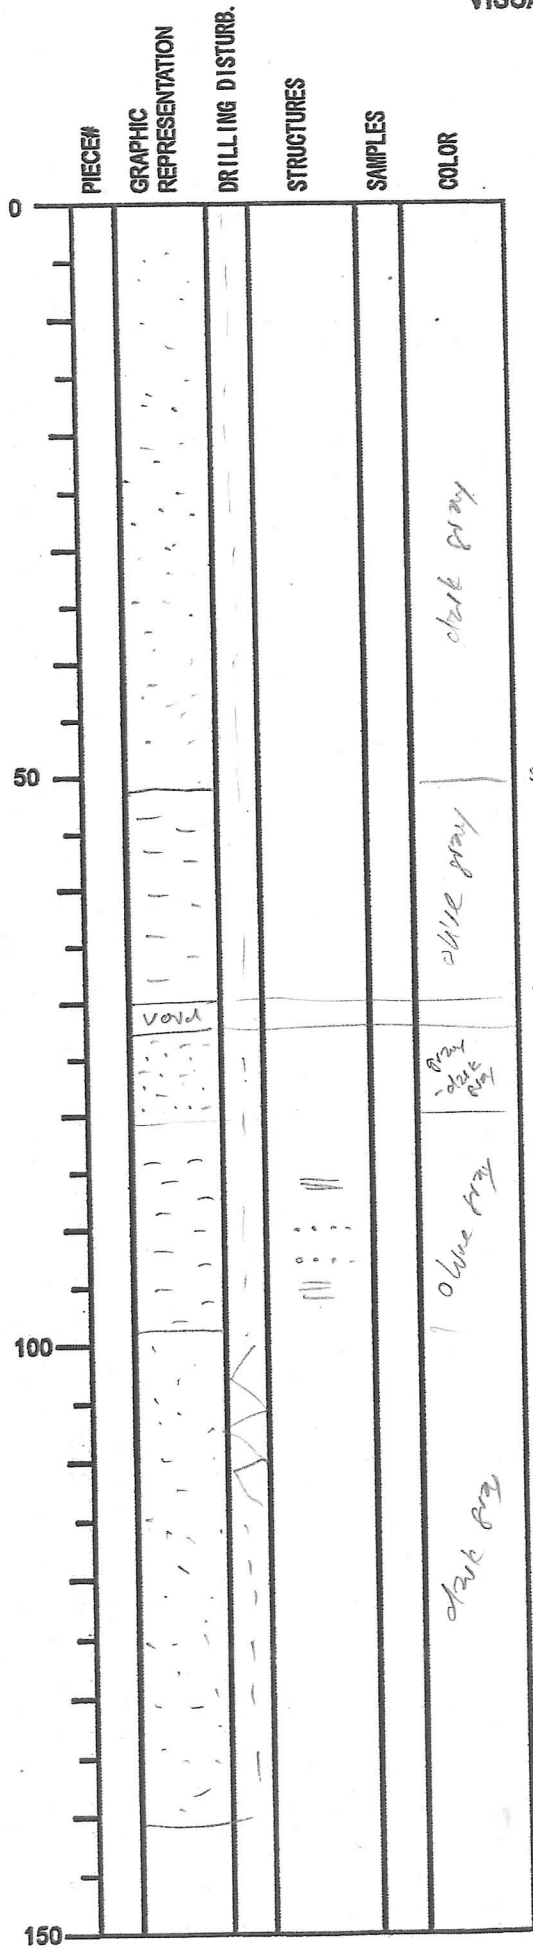 PIECE#
GRAPHIC
REPRESENTATION
DRILLING DISTURB.
STRUCTURES
SAMPLES
COLOR
0
dark gray
50
olive gray
void
gray
dark
gray
olive gray
100
dark gray
150